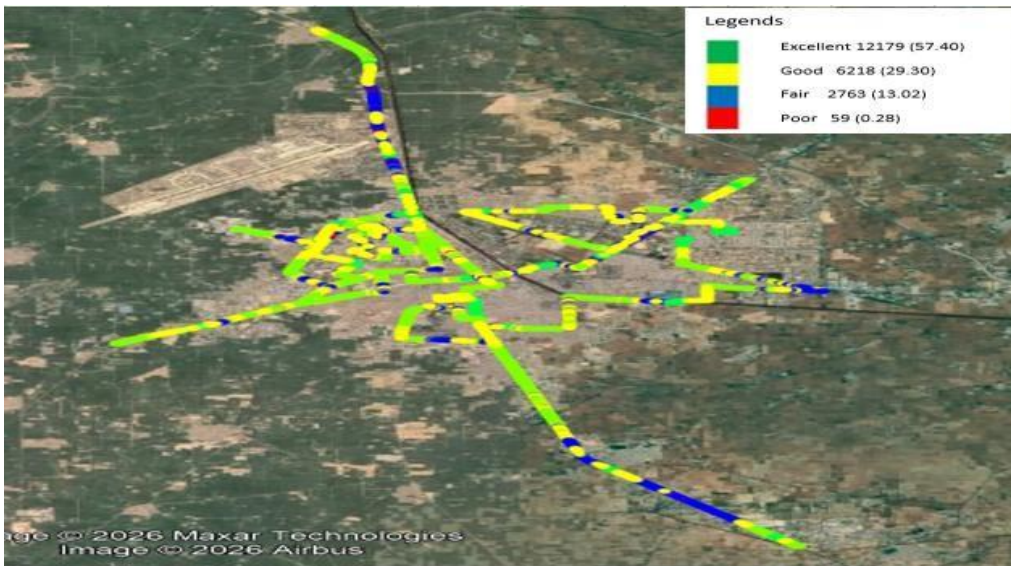 Legends
Excellent 12179 (57.40)
Good 6218 (29.30)
Fair 2763 (13.02)
Poor 59 (0.28)
age © 2026 Maxar Technologies
Image © 2026 Airbus